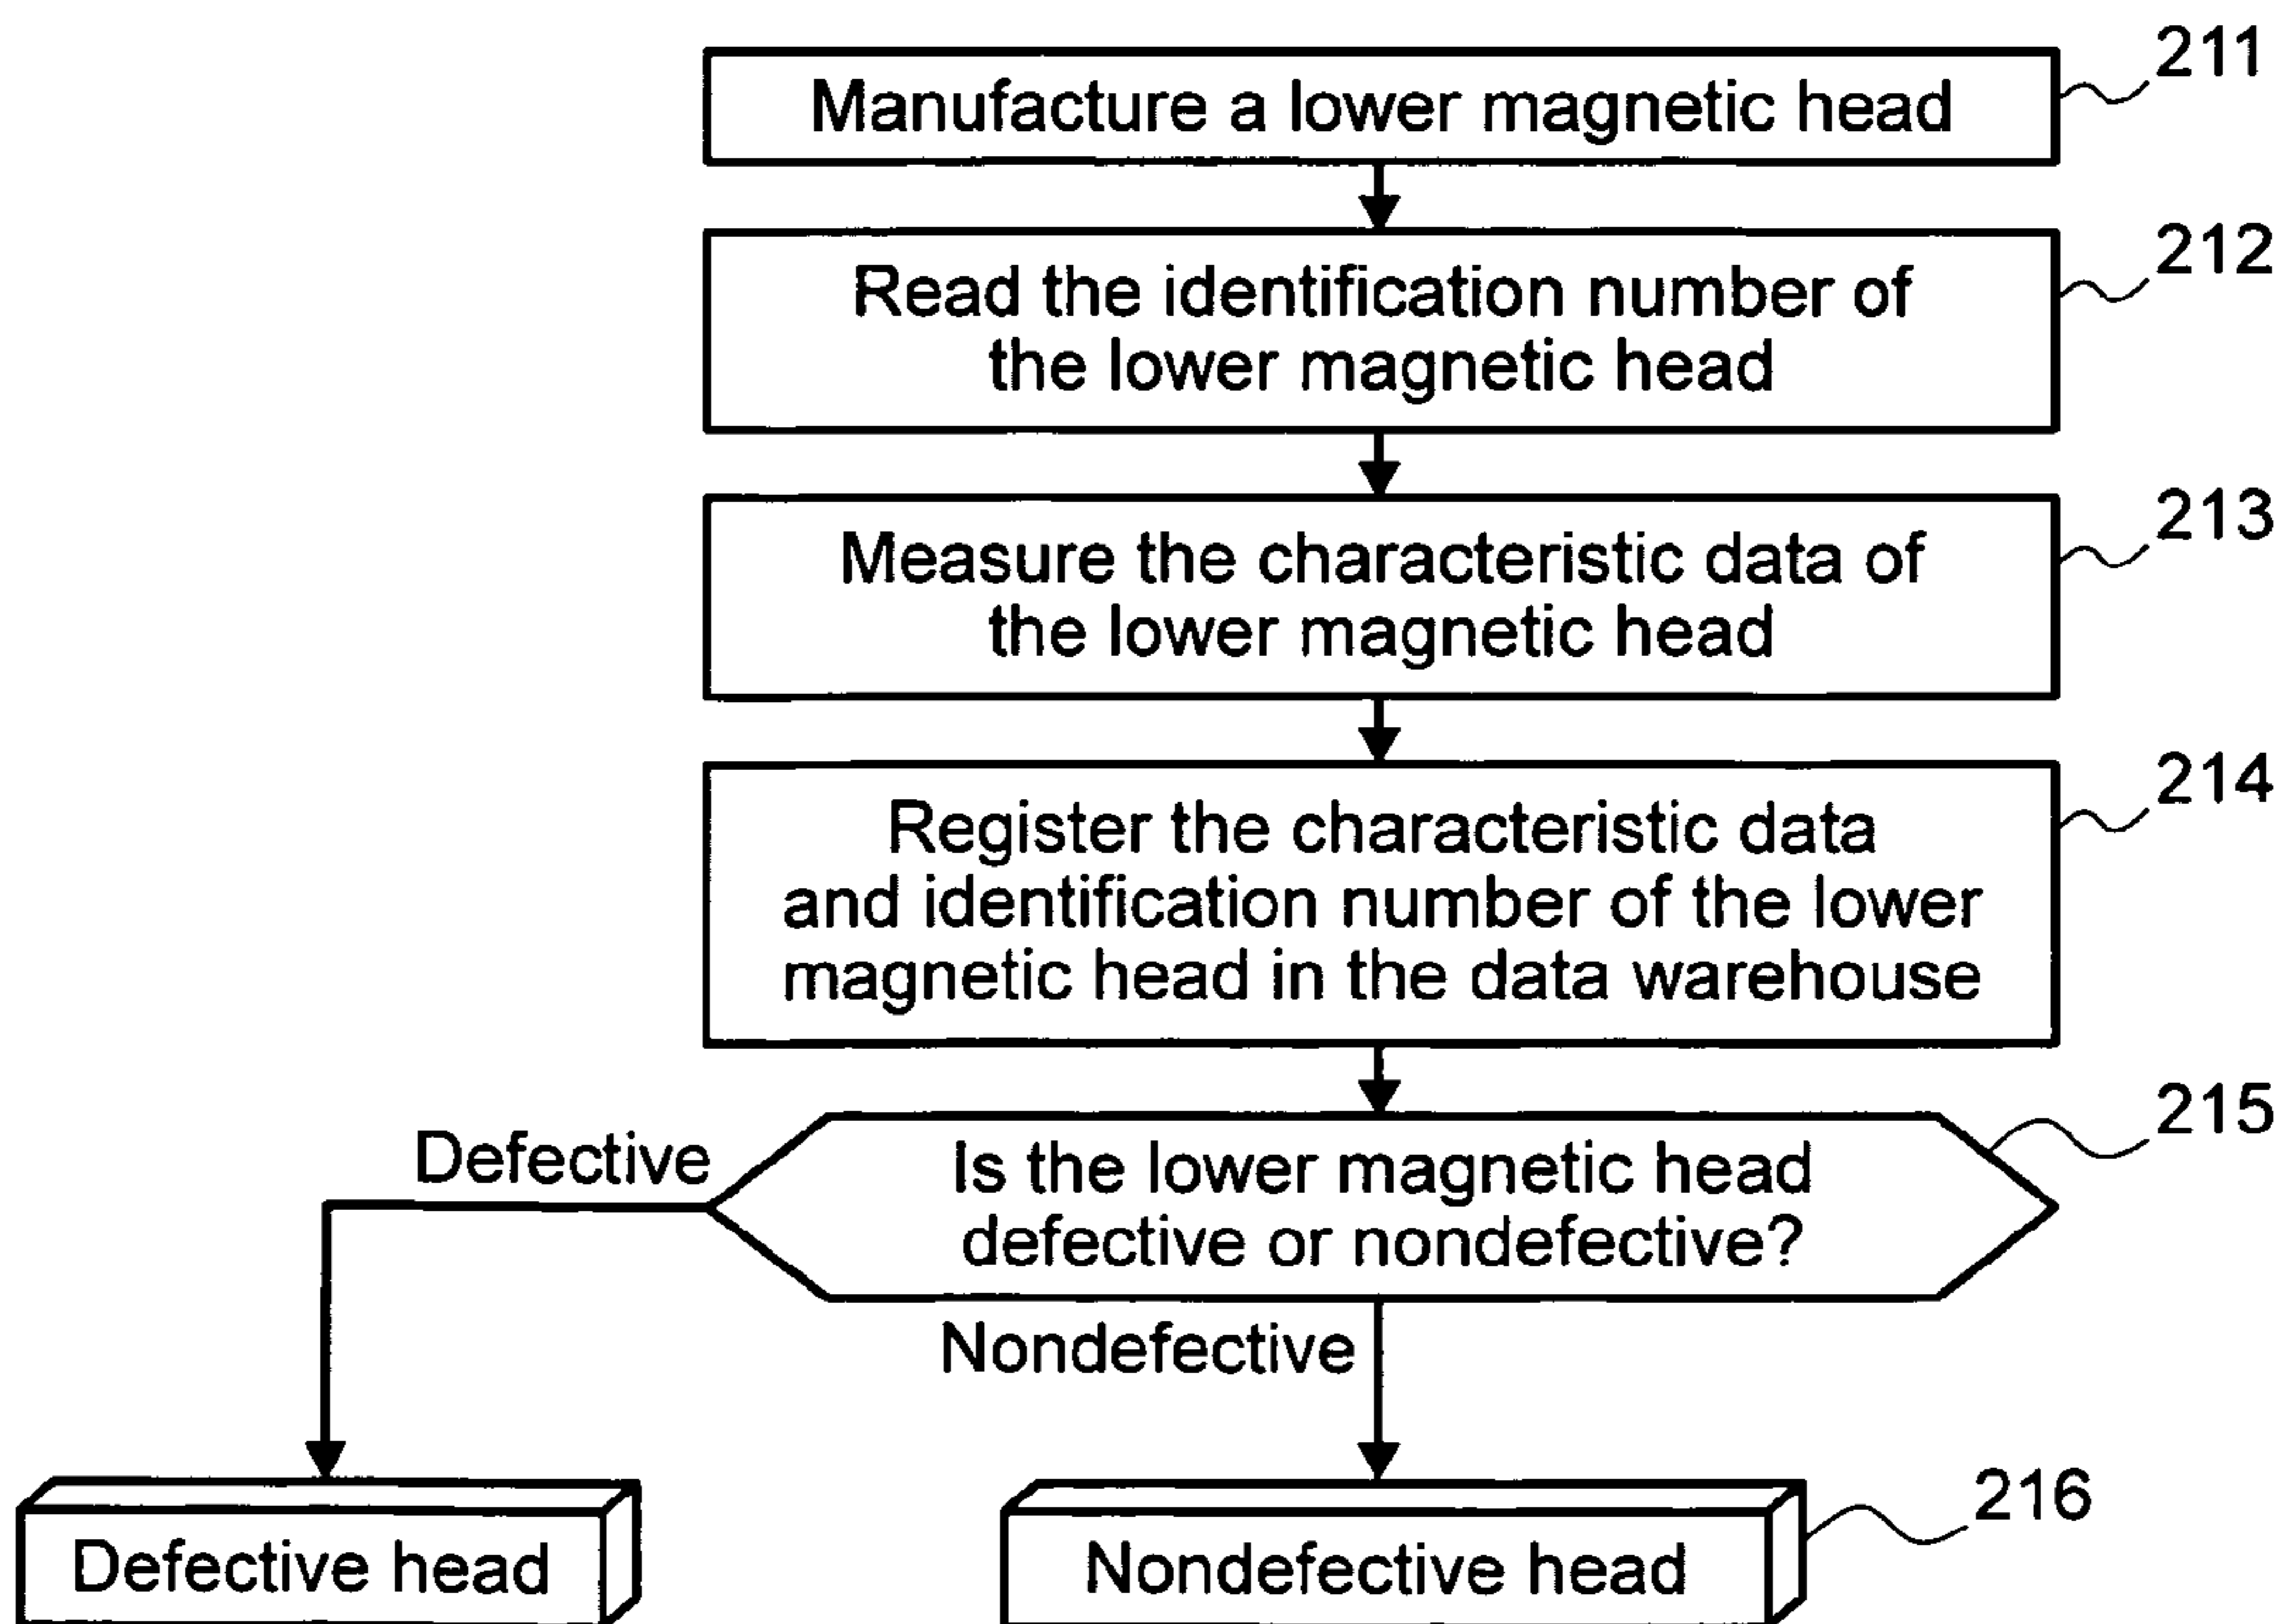 211
Manufacture a lower magnetic head
212
Read the identification number of
the lower magnetic head
213
Measure the characteristic data of
the lower magnetic head
214
Register the characteristic data
and identification number of the lower
magnetic head in the data warehouse
215
Defective
Is the lower magnetic head
defective or nondefective?
Nondefective
216
Defective head
Nondefective head